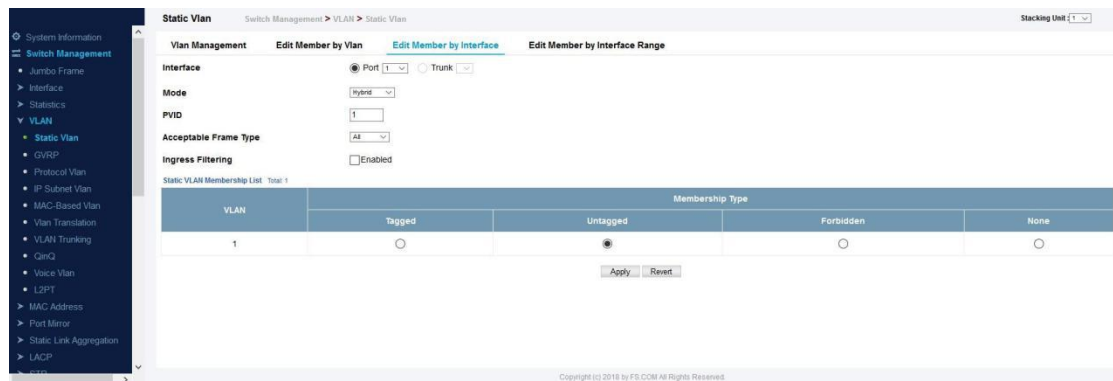 Static Vlan
Switch Management > VLAN > Static Vlan
Stacking Unit : 1
System Information
Switch Management
Jumbo Frame
Interface
Statistics
VLAN
Static Vlan
GVRP
Protocol Vlan
IP Subnet Vlan
MAC-Based Vlan
Vlan Translation
VLAN Trunking
QinQ
Voice Vlan
L2PT
MAC Address
Port Mirror
Static Link Aggregation
LACP
Vlan Management Edit Member by Vlan Edit Member by Interface Edit Member by Interface Range
Interface Port 1 Trunk
Mode Hybrid
PVID 1
Acceptable Frame Type All
Ingress Filtering Enabled
Static VLAN Membership List Total: 1
VLAN Membership Type
Tagged Untagged Forbidden None
1
Apply Revert
Copyright (c) 2018 by FS.COM All Rights Reserved.